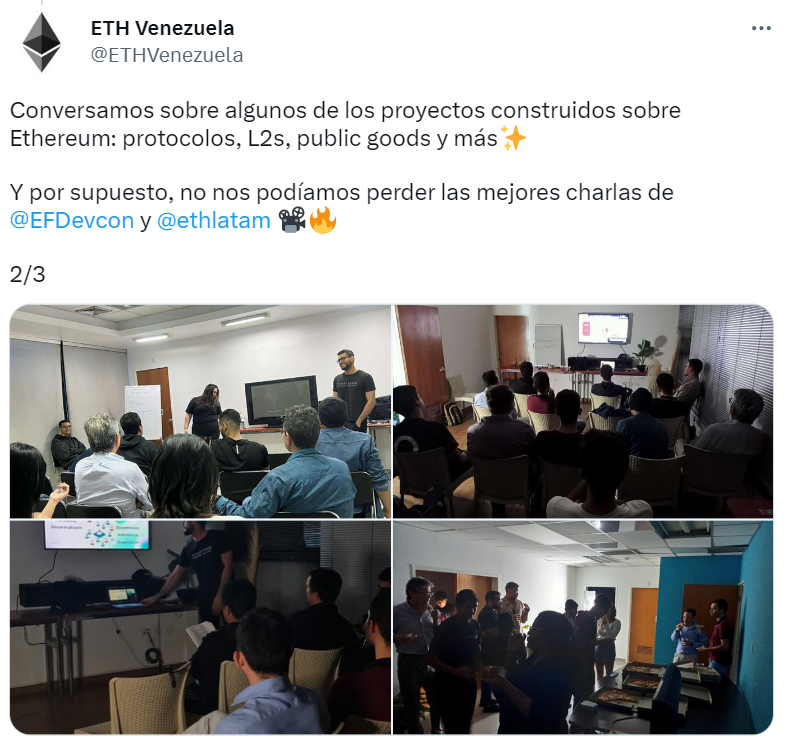 ETH Venezuela
@ETHVenezuela
Conversamos sobre algunos de los proyectos construidos sobre
Ethereum: protocolos, L2s, public goods y más✨
Y por supuesto, no nos podíamos perder las mejores charlas de
@EFDevcon y @ethlatam 🎥🔥
2/3